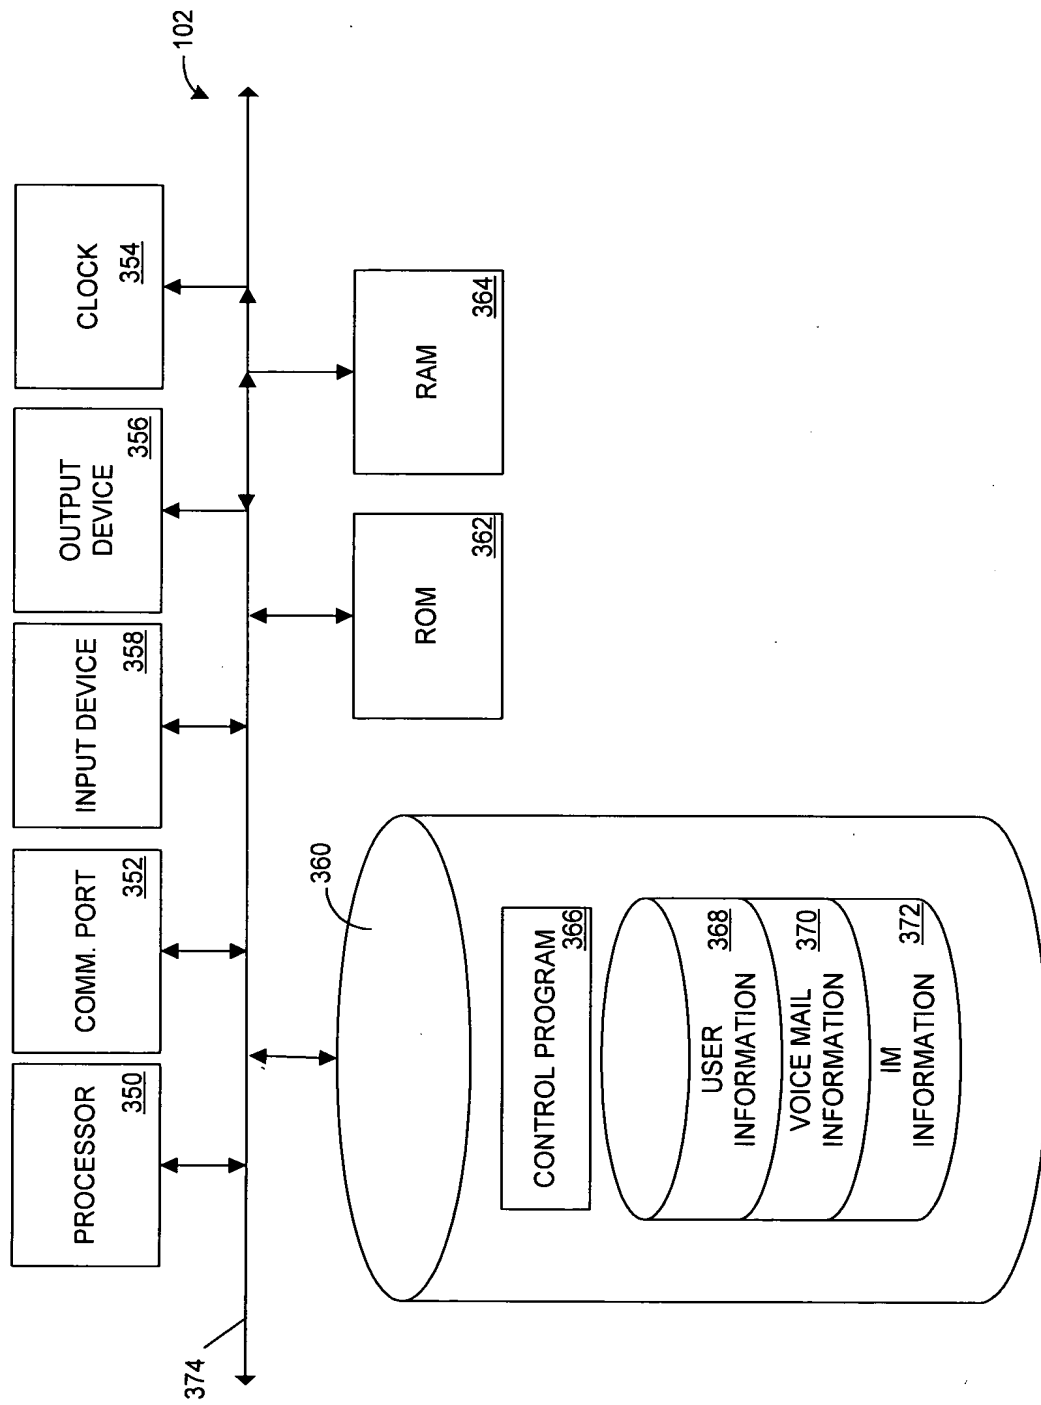 102
PROCESSOR
350
COMM. PORT
352
INPUT DEVICE
358
OUTPUT
DEVICE
356
CLOCK
354
374
360
ROM
362
RAM
364
CONTROL PROGRAM
366
USER
INFORMATION
368
VOICE MAIL
INFORMATION
370
IM
INFORMATION
372